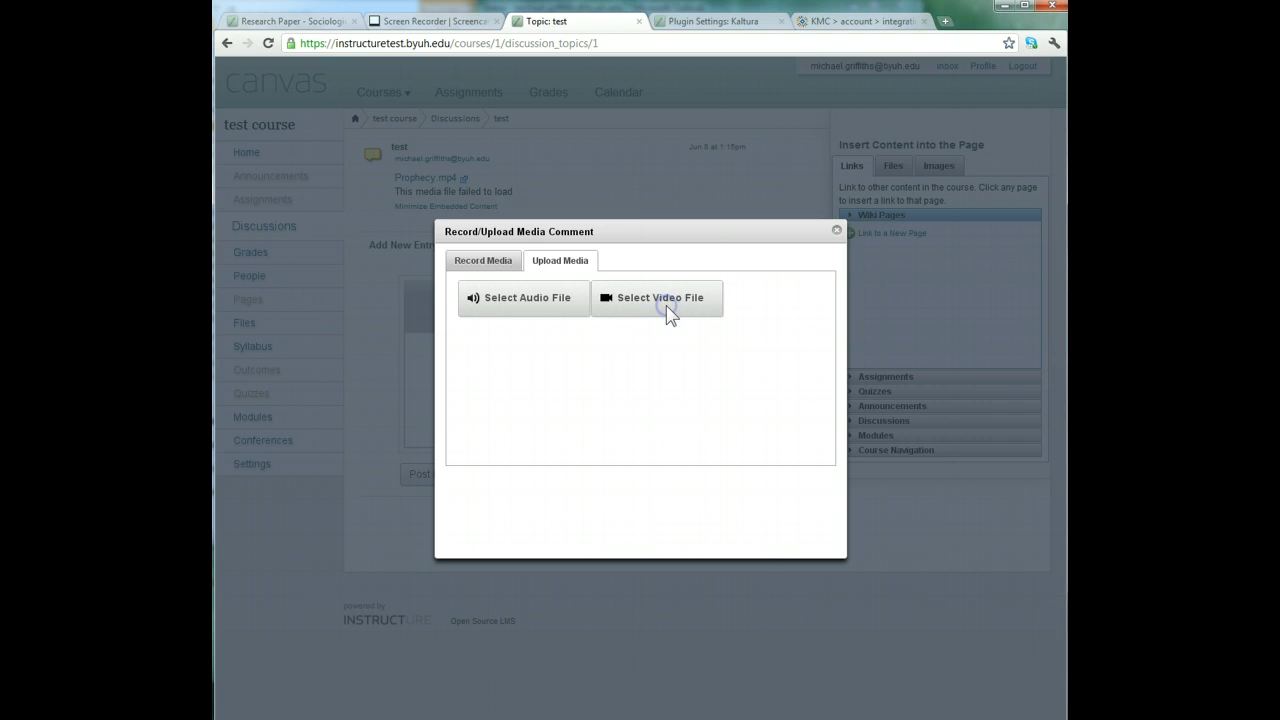 Research Paper - Sociologic
Screen Recorder | Screenca
Topic: test
Plugin Settings: Kaltura
KMC > account > integrati
https://instructuretest.byuh.edu/courses/1/discussion_topics/1
michael.griffiths@byuh.edu Inbox Profile Logout
canvas
Courses Assignments Grades Calendar
test course
test course Discussions test
Home
Announcements
Assignments
Discussions
Grades
People
Pages
Files
Syllabus
Outcomes
Quizzes
Modules
Conferences
Settings
test
Jun 8 at 1:15pm
michael.griffiths@byuh.edu
Prophecy.mp4
This media file failed to load
Minimize Embedded Content
Add New Entr
Post
Record/Upload Media Comment
Record Media Upload Media
Select Audio File Select Video File
Insert Content into the Page
Links Files Images
Link to other content in the course. Click any page
to insert a link to that page.
Wiki Pages
Link to a New Page
Assignments
Quizzes
Announcements
Discussions
Modules
Course Navigation
powered by
INSTRUCTURE Open Source LMS